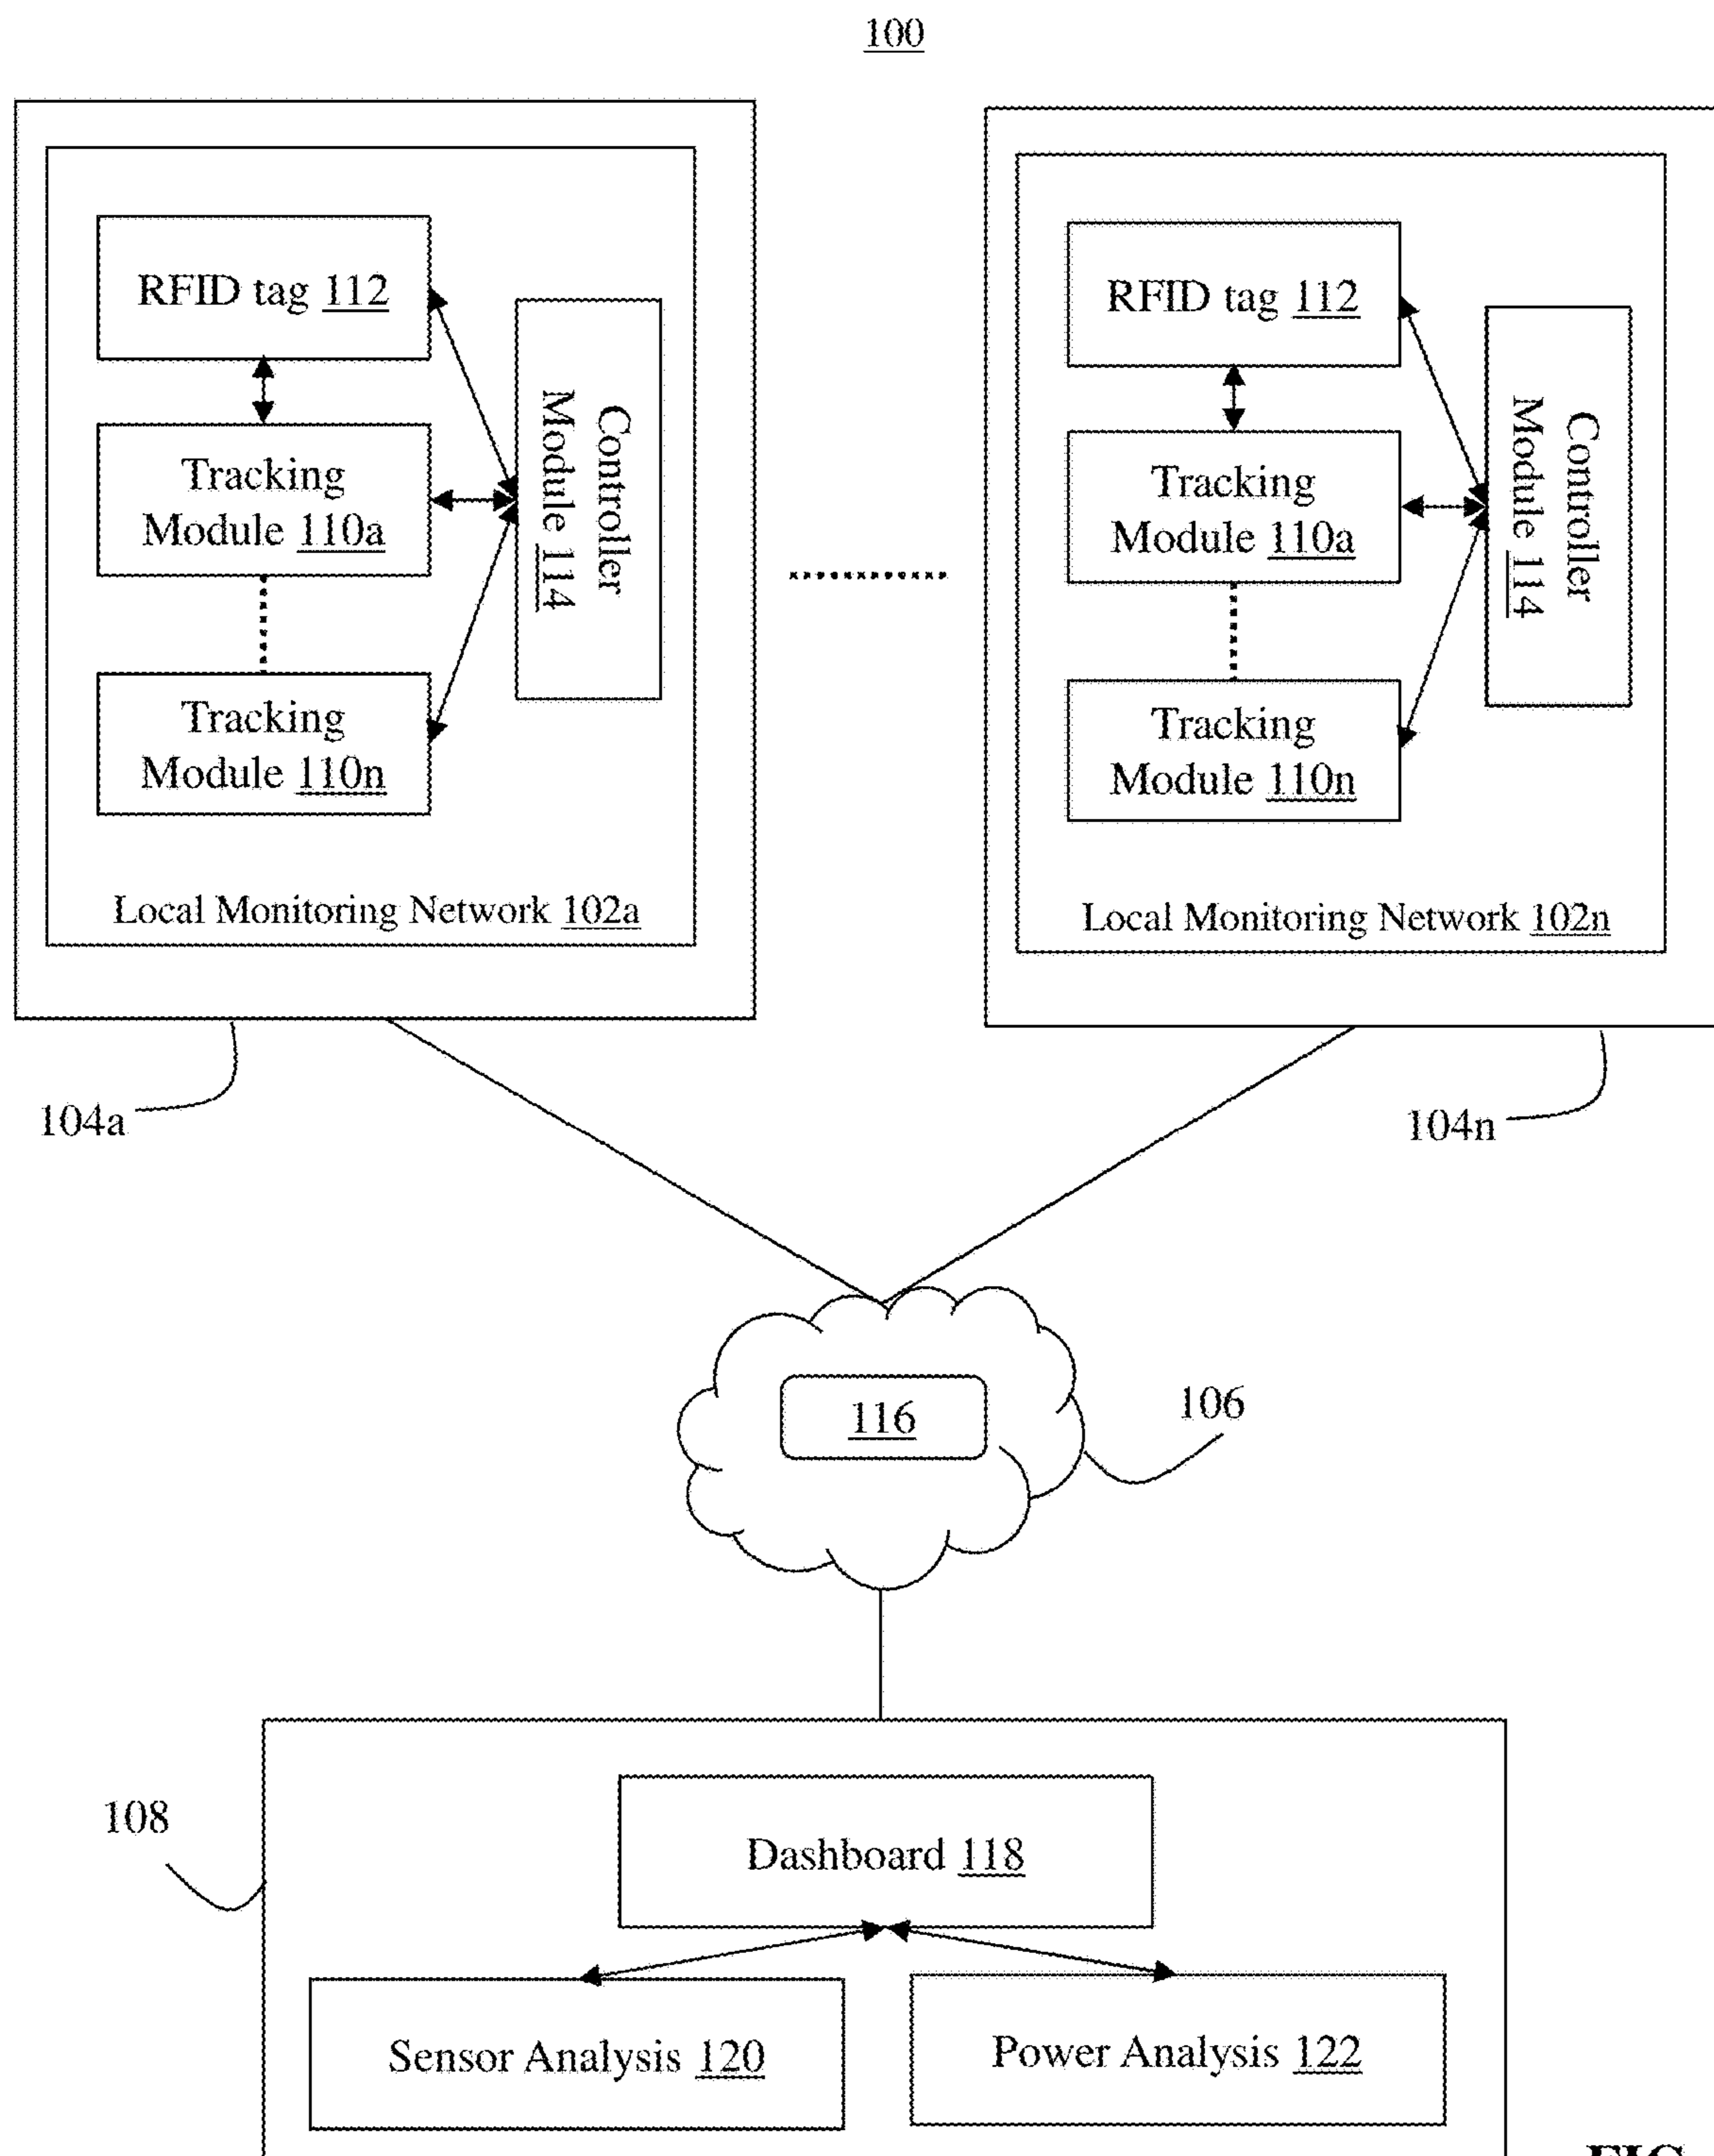 100
RFID tag 112
Tracking
Module 110a
Tracking
Module 110n
Controller
Module 114
Local Monitoring Network 102a
RFID tag 112
Tracking
Module 110a
Tracking
Module 110n
Controller
Module 114
Local Monitoring Network 102n
104a
104n
116
106
108
Dashboard 118
Sensor Analysis 120
Power Analysis 122